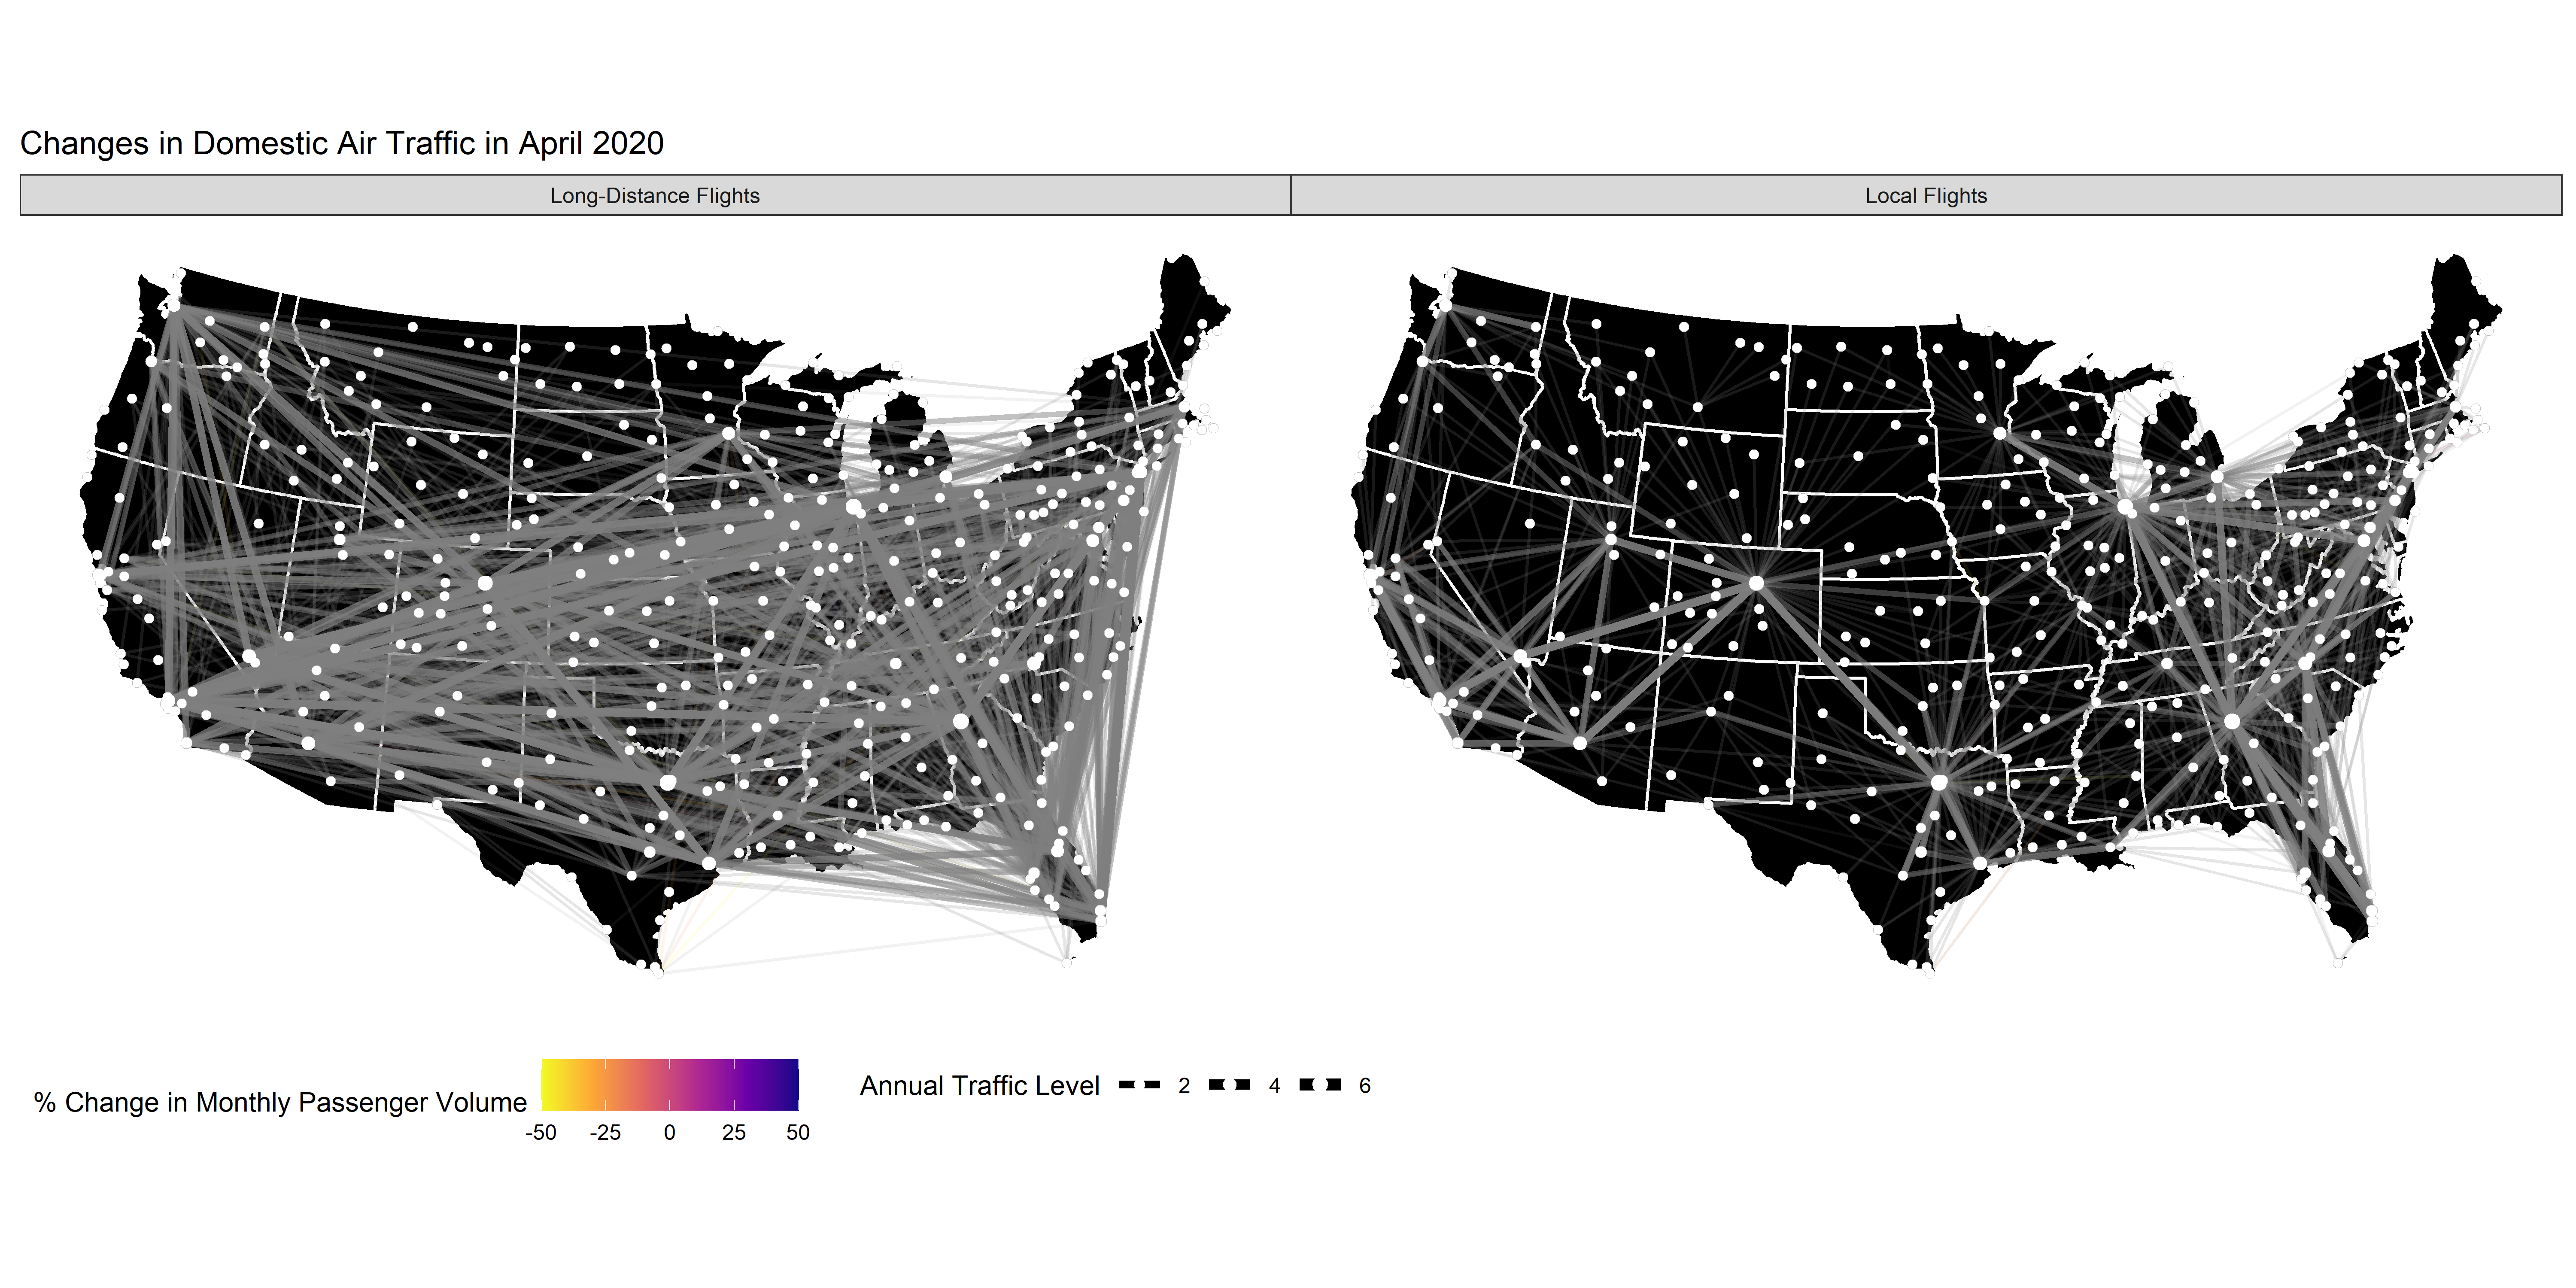 Changes in Domestic Air Traffic in April 2020
Long-Distance Flights
Local Flights
% Change in Monthly Passenger Volume
-50 -25 0 25 50
Annual Traffic Level 2 4 6